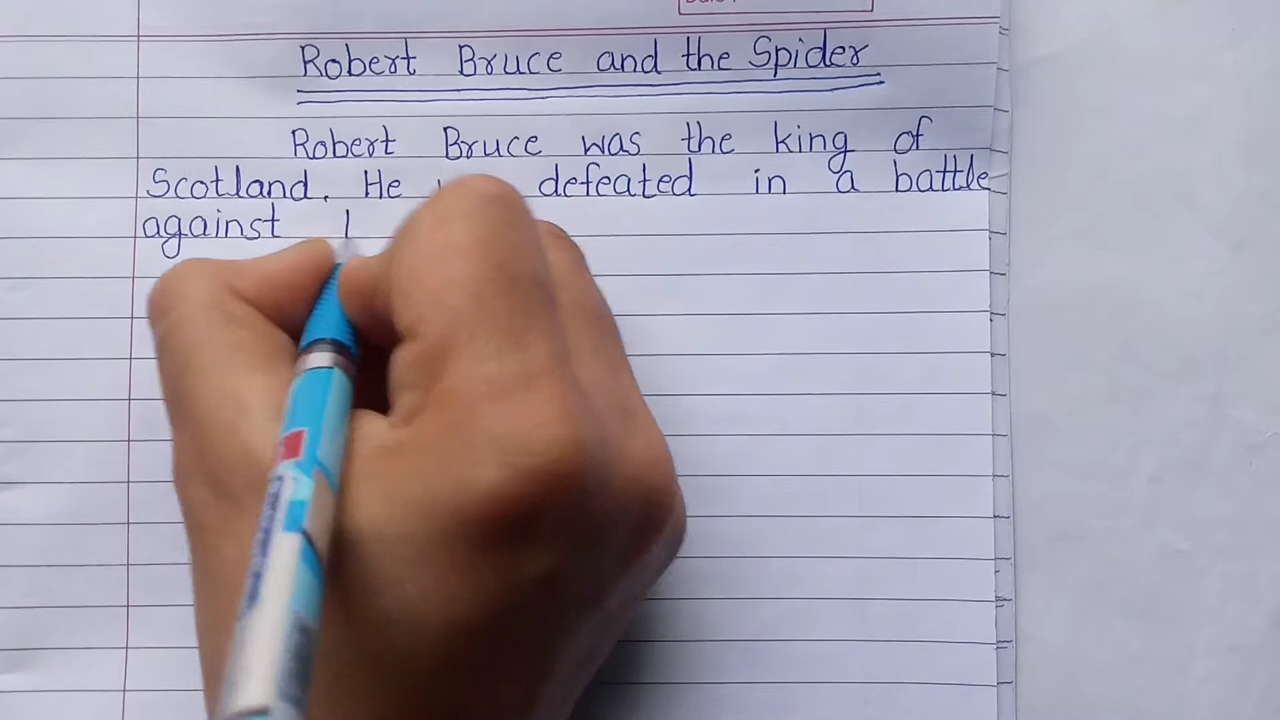 Robert Bruce and the Spider
Robert Bruce was the king of
Scotland. He defeated in a battle
against